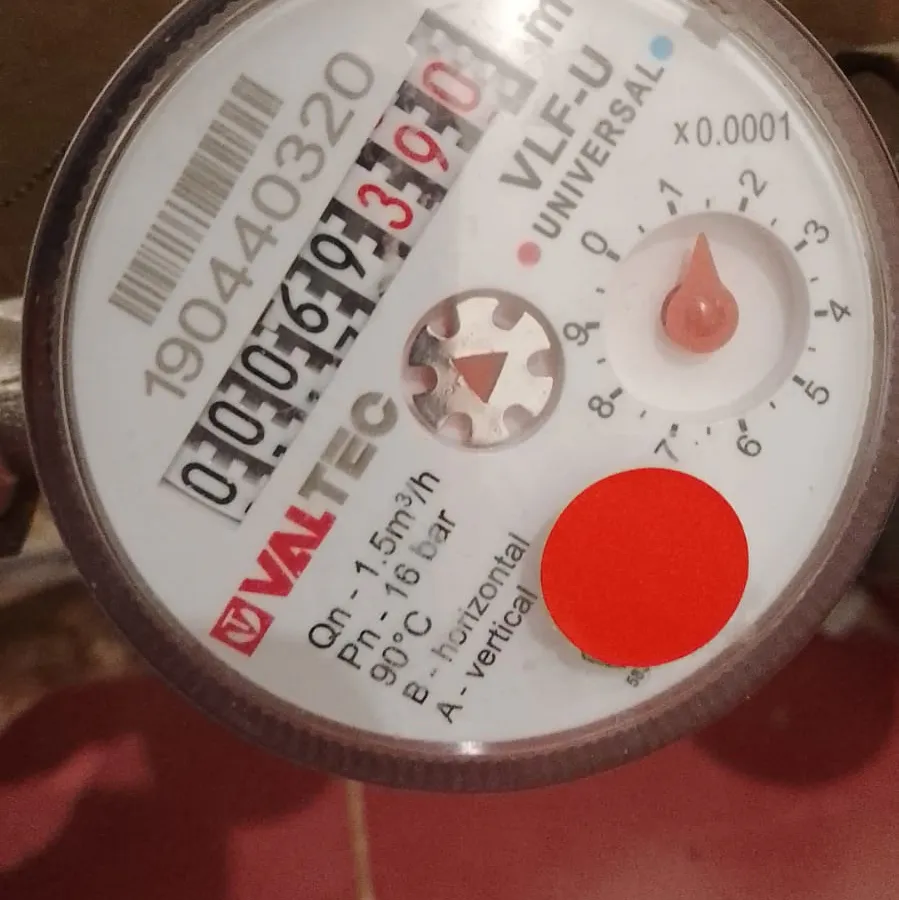 190440320
00069390
m
VLF-U
UNIVERSAL
x0.0001
0
1
2
3
4
5
6
7
8
9
VALTEC
Qn - 1.5m³/h
Pn - 16 bar
90°C
B - horizontal
A - vertical